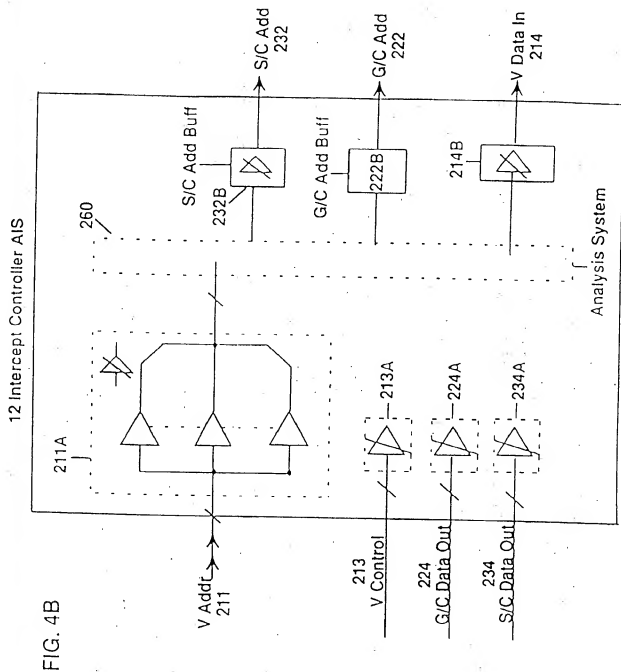 FIG. 4B
12 Intercept Controller AIS
V Addr
211
211A
260
S/C Add Buff
232B
S/C Add
232
G/C Add Buff
222B
G/C Add
222
214B
V Data In
214
Analysis System
213
V Control
213A
224
G/C Data Out
224A
234
S/C Data Out
234A